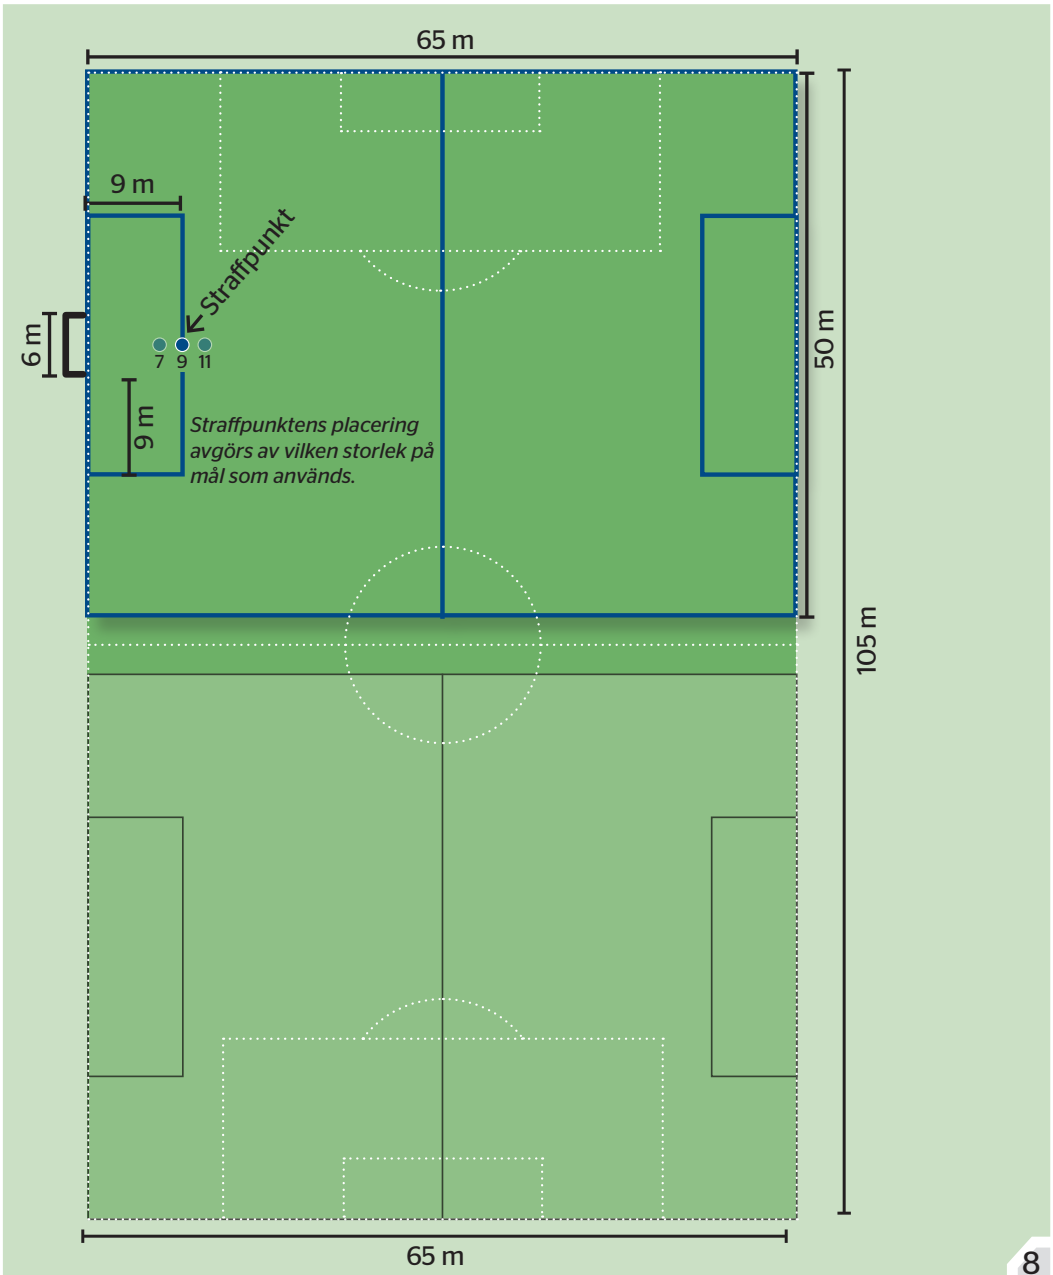 65 m
9 m
Straffpunkt
6 m
50 m
7 9 11
9 m
Straffpunktens placering
avgörs av vilken storlek på
mål som används.
105 m
65 m
8